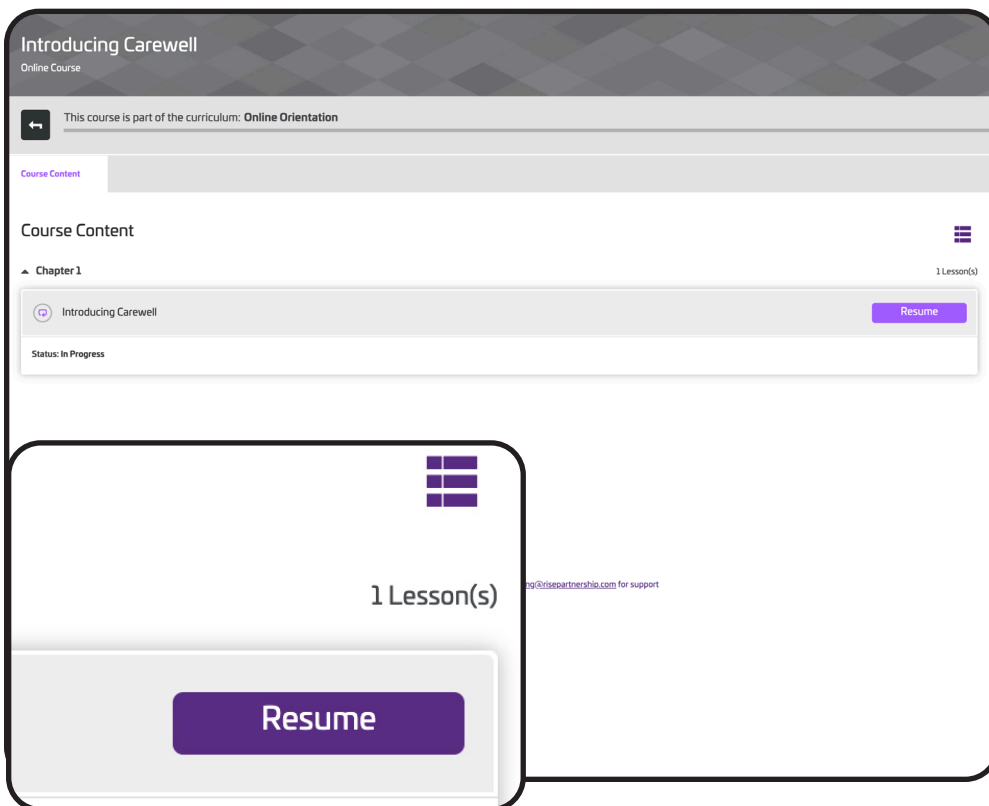 Introducing Carewell
Online Course
This course is part of the curriculum: Online Orientation
Course Content
Course Content
Chapter 1
1 Lesson(s)
Introducing Carewell
Resume
Status: In Progress
@risepartnership.com for support
1 Lesson(s)
Resume